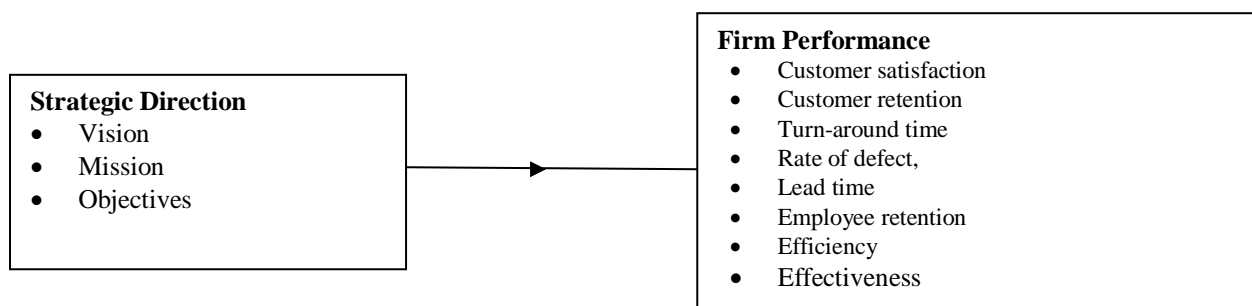 Strategic Direction
• Vision
• Mission
• Objectives
Firm Performance
• Customer satisfaction
• Customer retention
• Turn-around time
• Rate of defect,
• Lead time
• Employee retention
• Efficiency
• Effectiveness